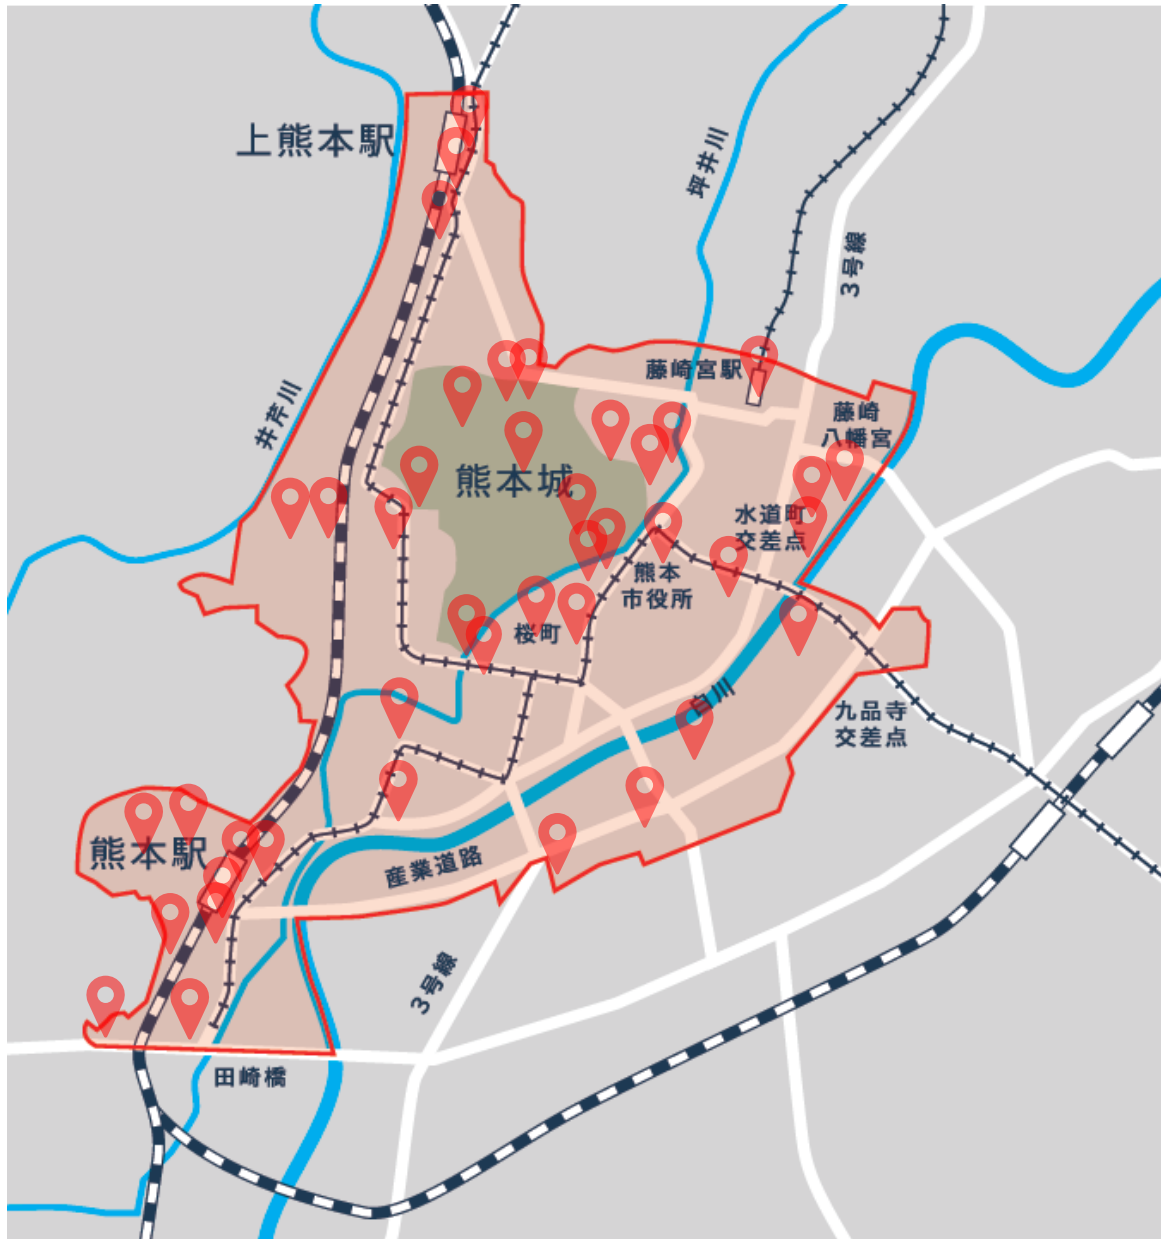 上熊本駅
坪井川
3号線
藤崎宮駅
藤崎
八幡宮
井芹川
熊本城
水道町
交差点
熊本
市役所
桜町
白川
九品寺
交差点
熊本駅
産業道路
3号線
田崎橋